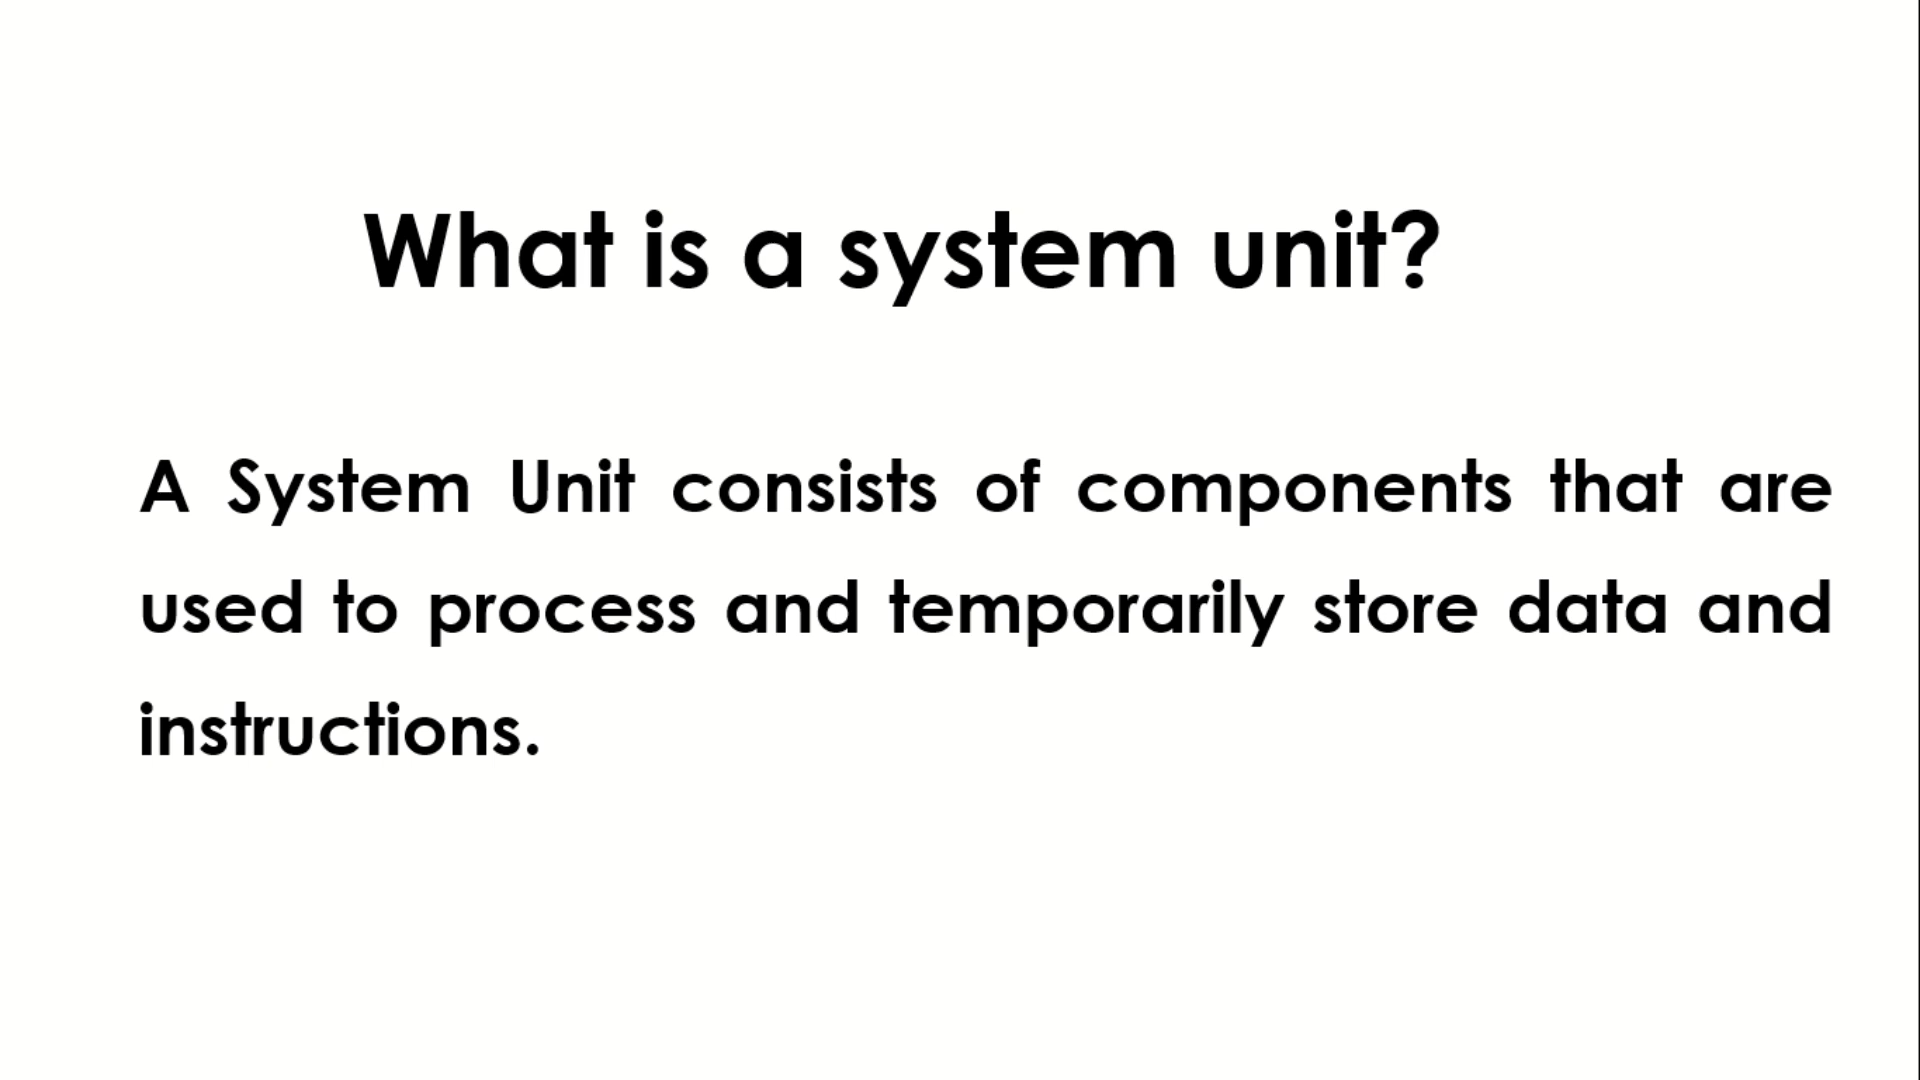 What is a system unit?
A System Unit consists of components that are
used to process and temporarily store data and
instructions.